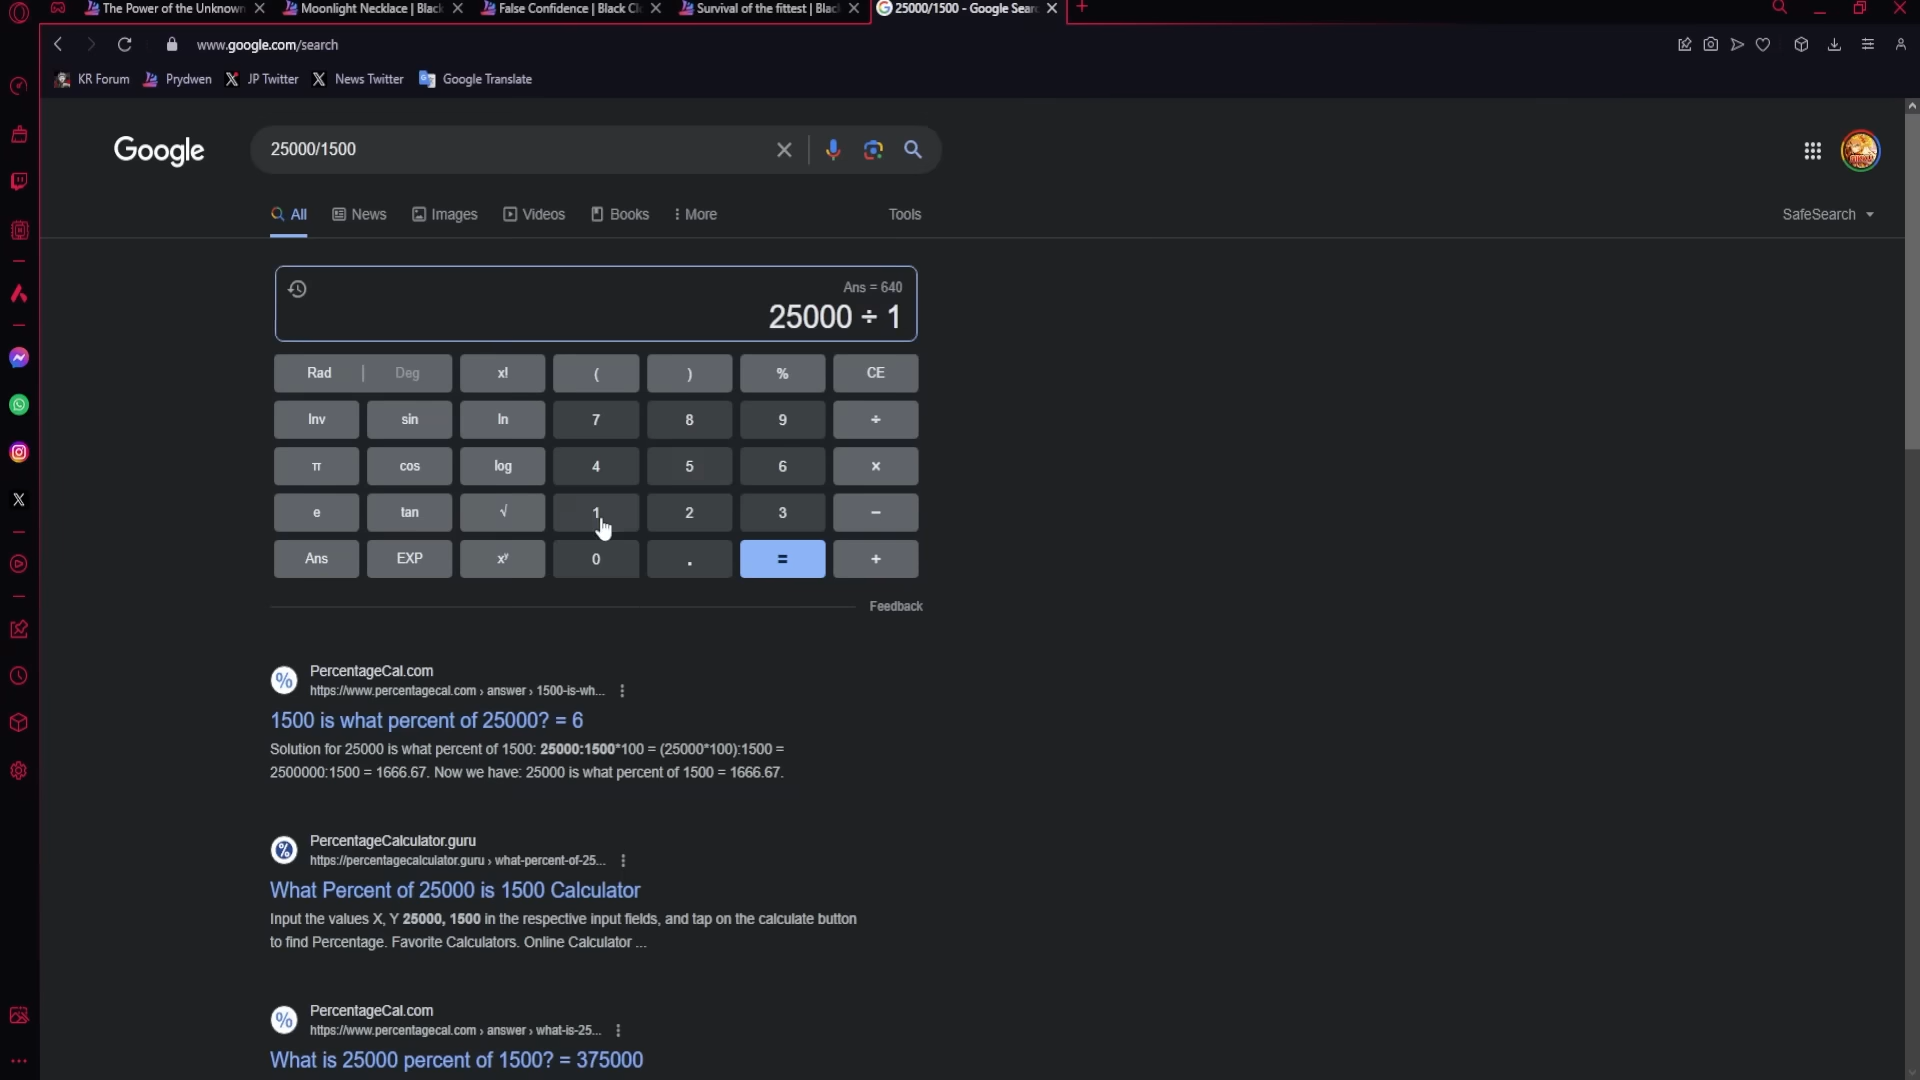 The Power of the Unknown
Moonlight Necklace | Black
False Confidence | Black Cl
Survival of the fittest | Blac
25000/1500 - Google Sear
www.google.com/search
KR Forum
Prydwen
JP Twitter
News Twitter
Google Translate
Google
25000/1500
All
News
Images
Videos
Books
More
Tools
SafeSearch
Ans = 640
25000 ÷ 1
Rad | Deg x! ( ) % CE
Inv sin ln 7 8 9 ÷
π cos log 4 5 6 ×
e tan √ 1 2 3 −
Ans EXP xʸ 0 . = +
Feedback
PercentageCal.com
https://www.percentagecal.com › answer › 1500-is-wh...
1500 is what percent of 25000? = 6
Solution for 25000 is what percent of 1500: 25000:1500*100 = (25000*100):1500 =
2500000:1500 = 1666.67. Now we have: 25000 is what percent of 1500 = 1666.67.
PercentageCalculator.guru
https://percentagecalculator.guru › what-percent-of-25...
What Percent of 25000 is 1500 Calculator
Input the values X, Y 25000, 1500 in the respective input fields, and tap on the calculate button
to find Percentage. Favorite Calculators. Online Calculator ...
PercentageCal.com
https://www.percentagecal.com › answer › what-is-25...
What is 25000 percent of 1500? = 375000